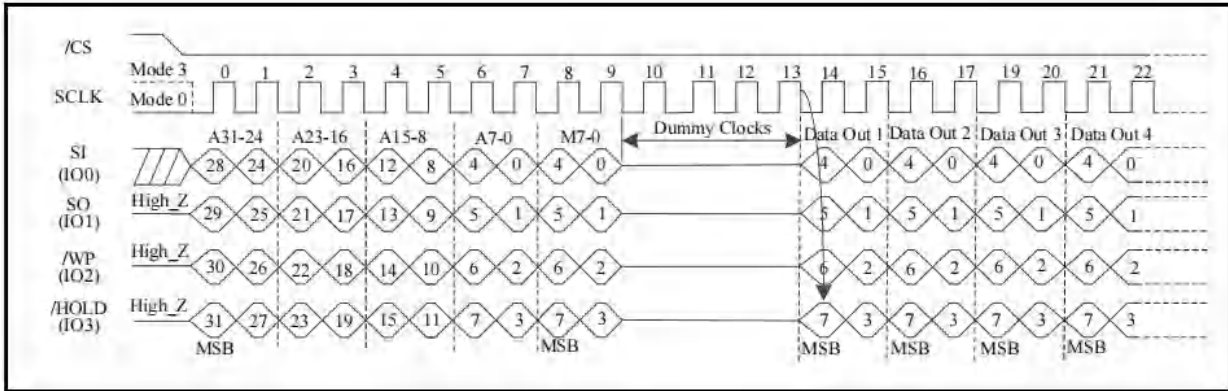 /CS
Mode 3 0 1 2 3 4 5 6 7 8 9 10 11 12 13 14 15 16 17 19 20 21 22
SCLK
Mode 0
A31-24 A23-16 A15-8 A7-0 M7-0 Dummy Clocks Data Out 1 Data Out 2 Data Out 3 Data Out 4
SI
(IO0)
28 24 20 16 12 8 4 0 4 0 4 0 4 0 4 0 4 0
High_Z
SO
(IO1)
29 25 21 17 13 9 5 1 5 1 5 1 5 1 5 1 5 1
High_Z
/WP
(IO2)
30 26 22 18 14 10 6 2 6 2 6 2 6 2 6 2 6 2
High_Z
/HOLD
(IO3)
31 27 23 19 15 11 7 3 7 3 7 3 7 3 7 3 7 3
MSB MSB MSB MSB MSB MSB